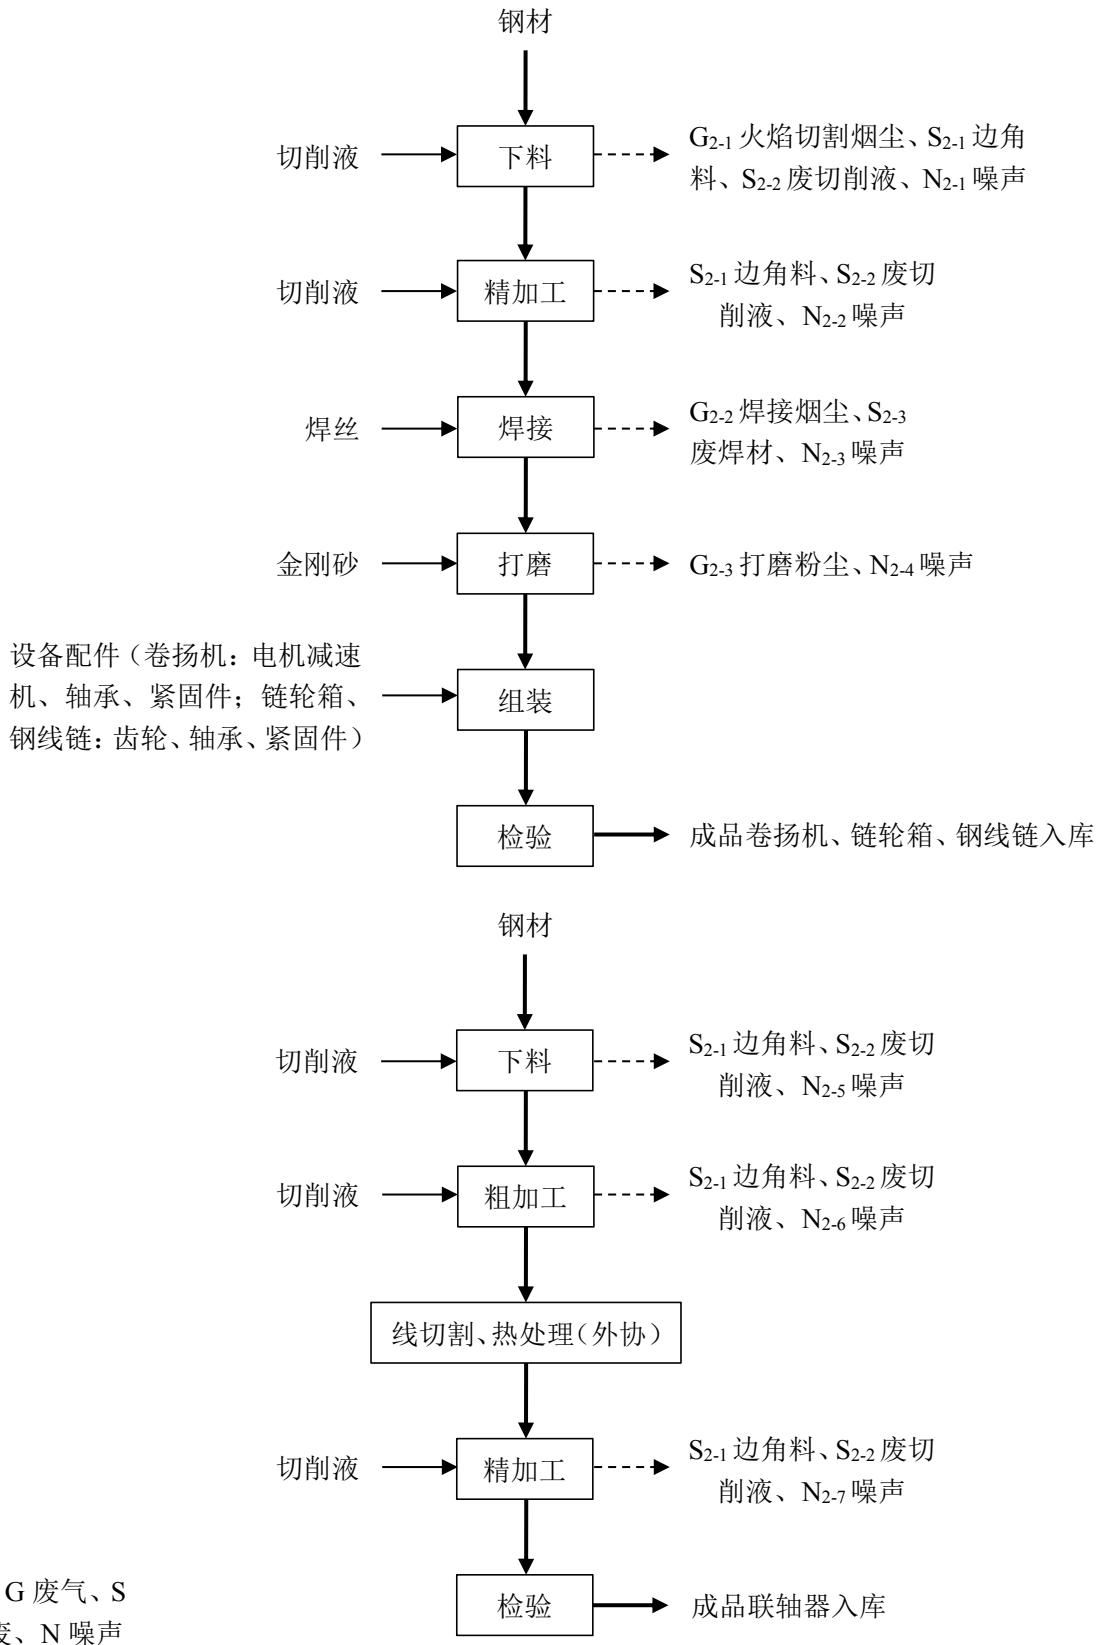 钢材
切削液
下料
G2-1 火焰切割烟尘、S2-1 边角
料、S2-2 废切削液、N2-1 噪声
切削液
精加工
S2-1 边角料、S2-2 废切
削液、N2-2 噪声
焊丝
焊接
G2-2 焊接烟尘、S2-3
废焊材、N2-3 噪声
金刚砂
打磨
G2-3 打磨粉尘、N2-4 噪声
设备配件（卷扬机：电机减速
机、轴承、紧固件；链轮箱、
钢线链：齿轮、轴承、紧固件）
组装
检验
成品卷扬机、链轮箱、钢线链入库
钢材
切削液
下料
S2-1 边角料、S2-2 废切
削液、N2-5 噪声
切削液
粗加工
S2-1 边角料、S2-2 废切
削液、N2-6 噪声
线切割、热处理（外协）
切削液
精加工
S2-1 边角料、S2-2 废切
削液、N2-7 噪声
检验
成品联轴器入库
G 废气、S
废、N 噪声